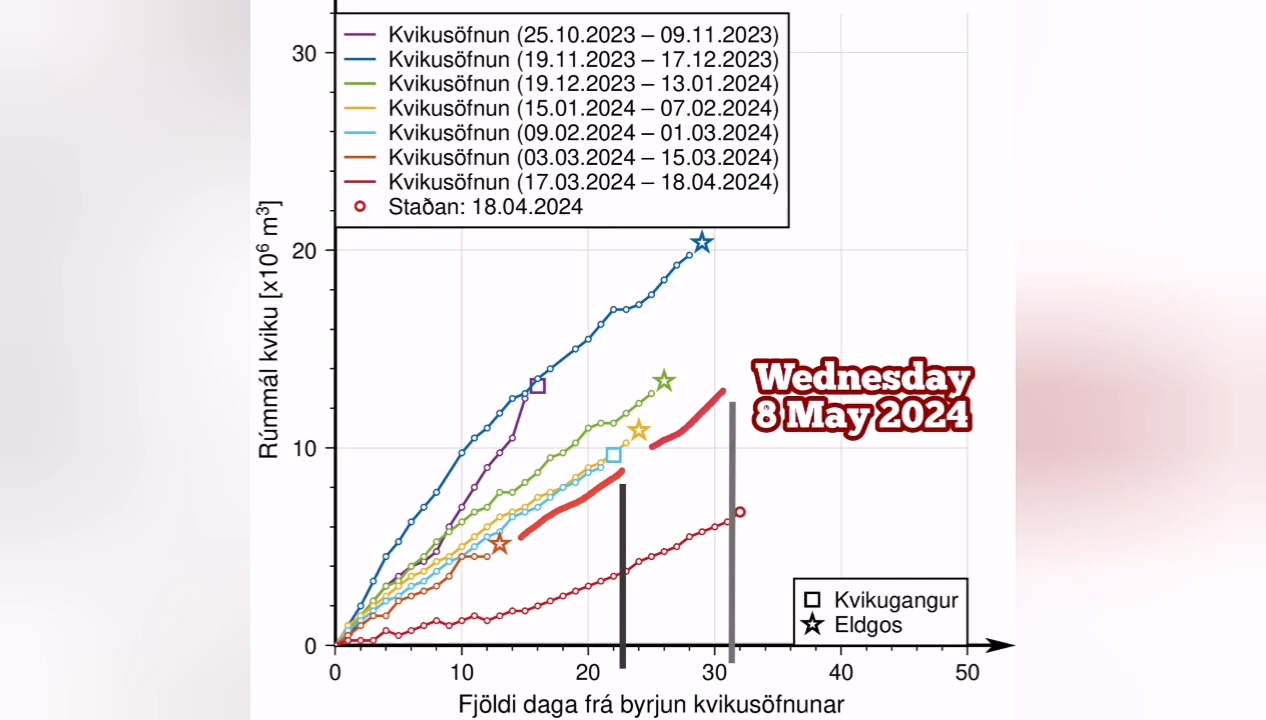 Kvikusöfnun (25.10.2023 – 09.11.2023)
Kvikusöfnun (19.11.2023 – 17.12.2023)
Kvikusöfnun (19.12.2023 – 13.01.2024)
Kvikusöfnun (15.01.2024 – 07.02.2024)
Kvikusöfnun (09.02.2024 – 01.03.2024)
Kvikusöfnun (03.03.2024 – 15.03.2024)
Kvikusöfnun (17.03.2024 – 18.04.2024)
Staðan: 18.04.2024
30
20
10
0
Rúmmál kviku [x10⁶ m³]
Wednesday
8 May 2024
Kvikugangur
Eldgos
0 10 20 30 40 50
Fjöldi daga frá byrjun kvikusöfnunar